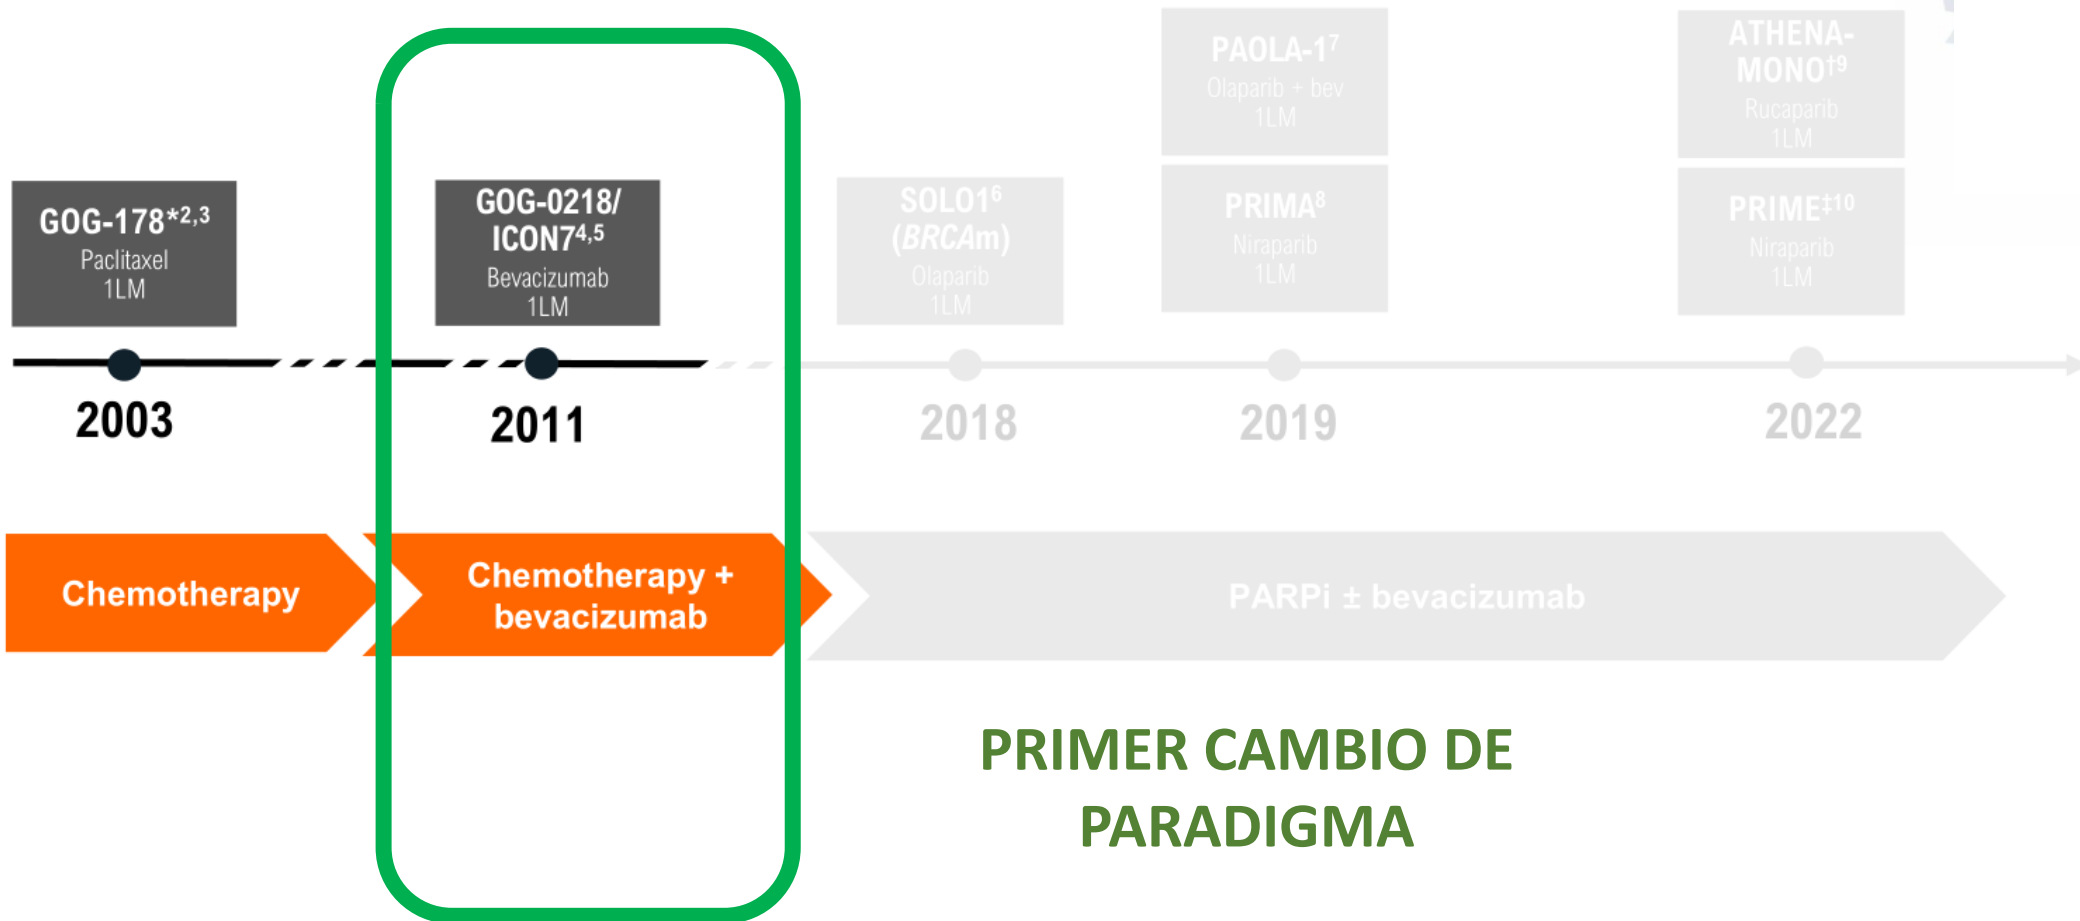 GOG-178*2,3
Paclitaxel
1LM
GOG-0218/
ICON74,5
Bevacizumab
1LM
SOLO16
(BRCAm)
Olaparib
1LM
PAOLA-17
Olaparib + bev
1LM
PRIMA8
Niraparib
1LM
ATHENA-
MONO†9
Rucaparib
1LM
PRIME‡10
Niraparib
1LM
2003
2011
2018
2019
2022
Chemotherapy
Chemotherapy +
bevacizumab
PARPi ± bevacizumab
PRIMER CAMBIO DE
PARADIGMA